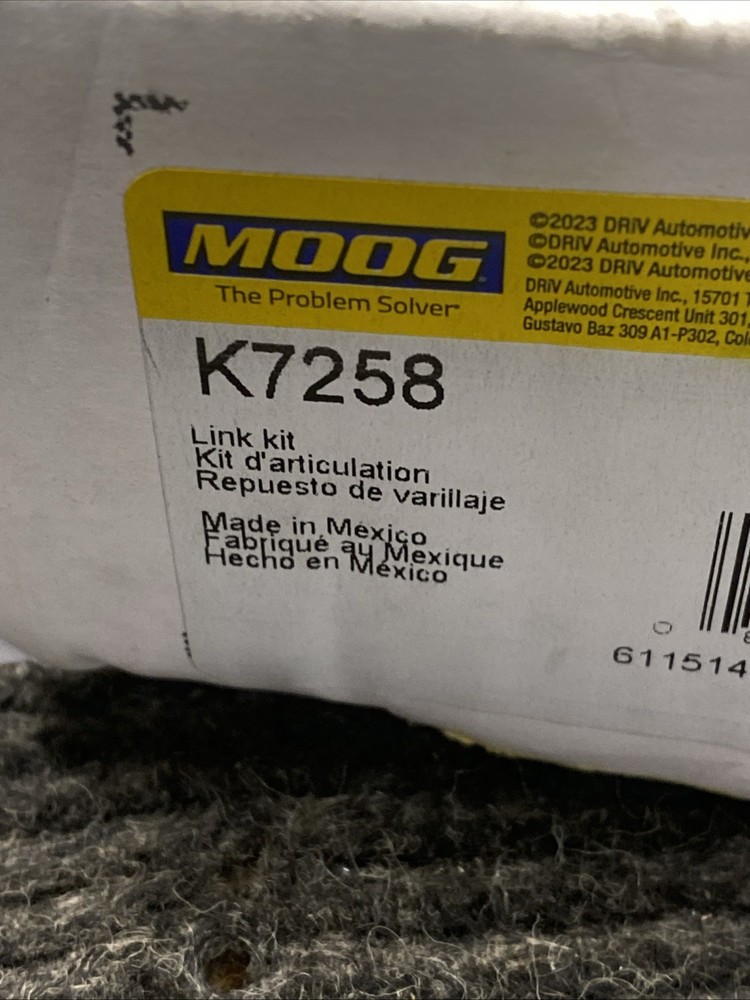 MOOG
The Problem Solver
©2023 DRiV Automotiv
©DRiV Automotive Inc.,
©2023 DRiV Automotive
DRiV Automotive Inc., 15701 T
Applewood Crescent Unit 301,
Gustavo Baz 309 A1-P302, Col
K7258
Link kit
Kit d'articulation
Repuesto de varillaje
Made in México
Fabriqué au Mexique
Hecho en México
0
611514